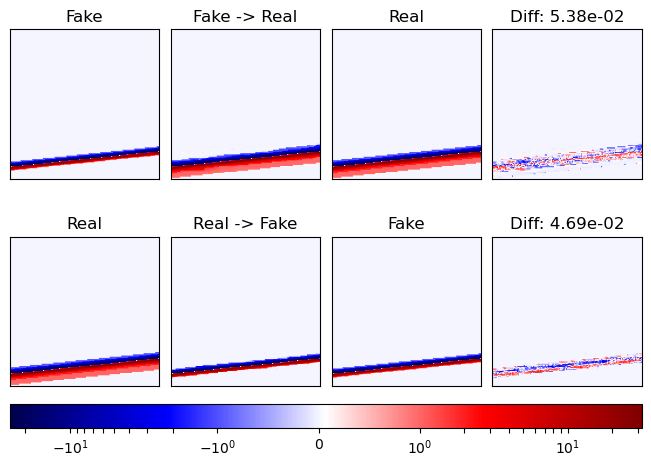 Fake
Fake -> Real
Real
Diff: 5.38e-02
Real
Real -> Fake
Fake
Diff: 4.69e-02
−10¹
−10⁰
0
10⁰
10¹